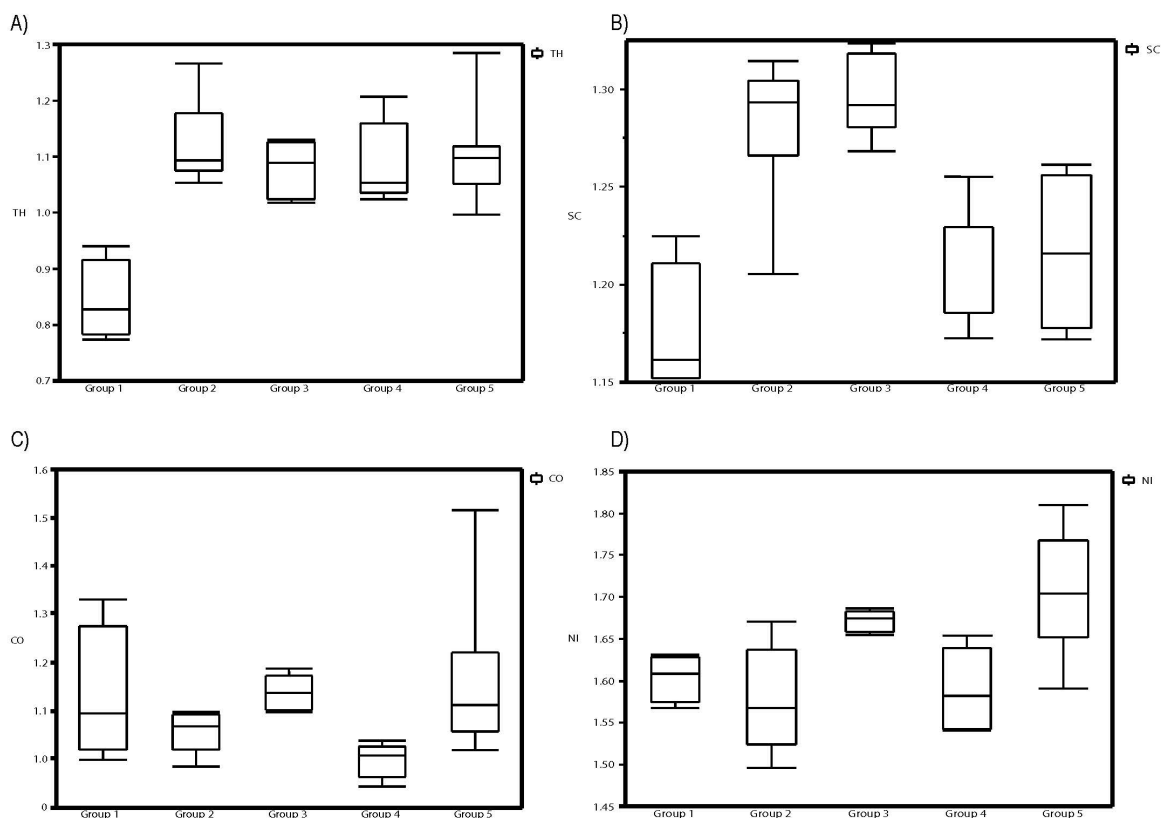 A)
TH
1.3
1.2
1.1
1.0
TH
0.9
0.8
0.7
Group 1 Group 2 Group 3 Group 4 Group 5
B)
SC
1.30
1.25
SC
1.20
1.15
Group 1 Group 2 Group 3 Group 4 Group 5
C)
CO
1.6
1.5
1.4
1.3
CO
1.2
1.1
1.0
0
Group 1 Group 2 Group 3 Group 4 Group 5
D)
NI
1.85
1.80
1.75
1.70
NI
1.65
1.60
1.55
1.50
1.45
Group 1 Group 2 Group 3 Group 4 Group 5